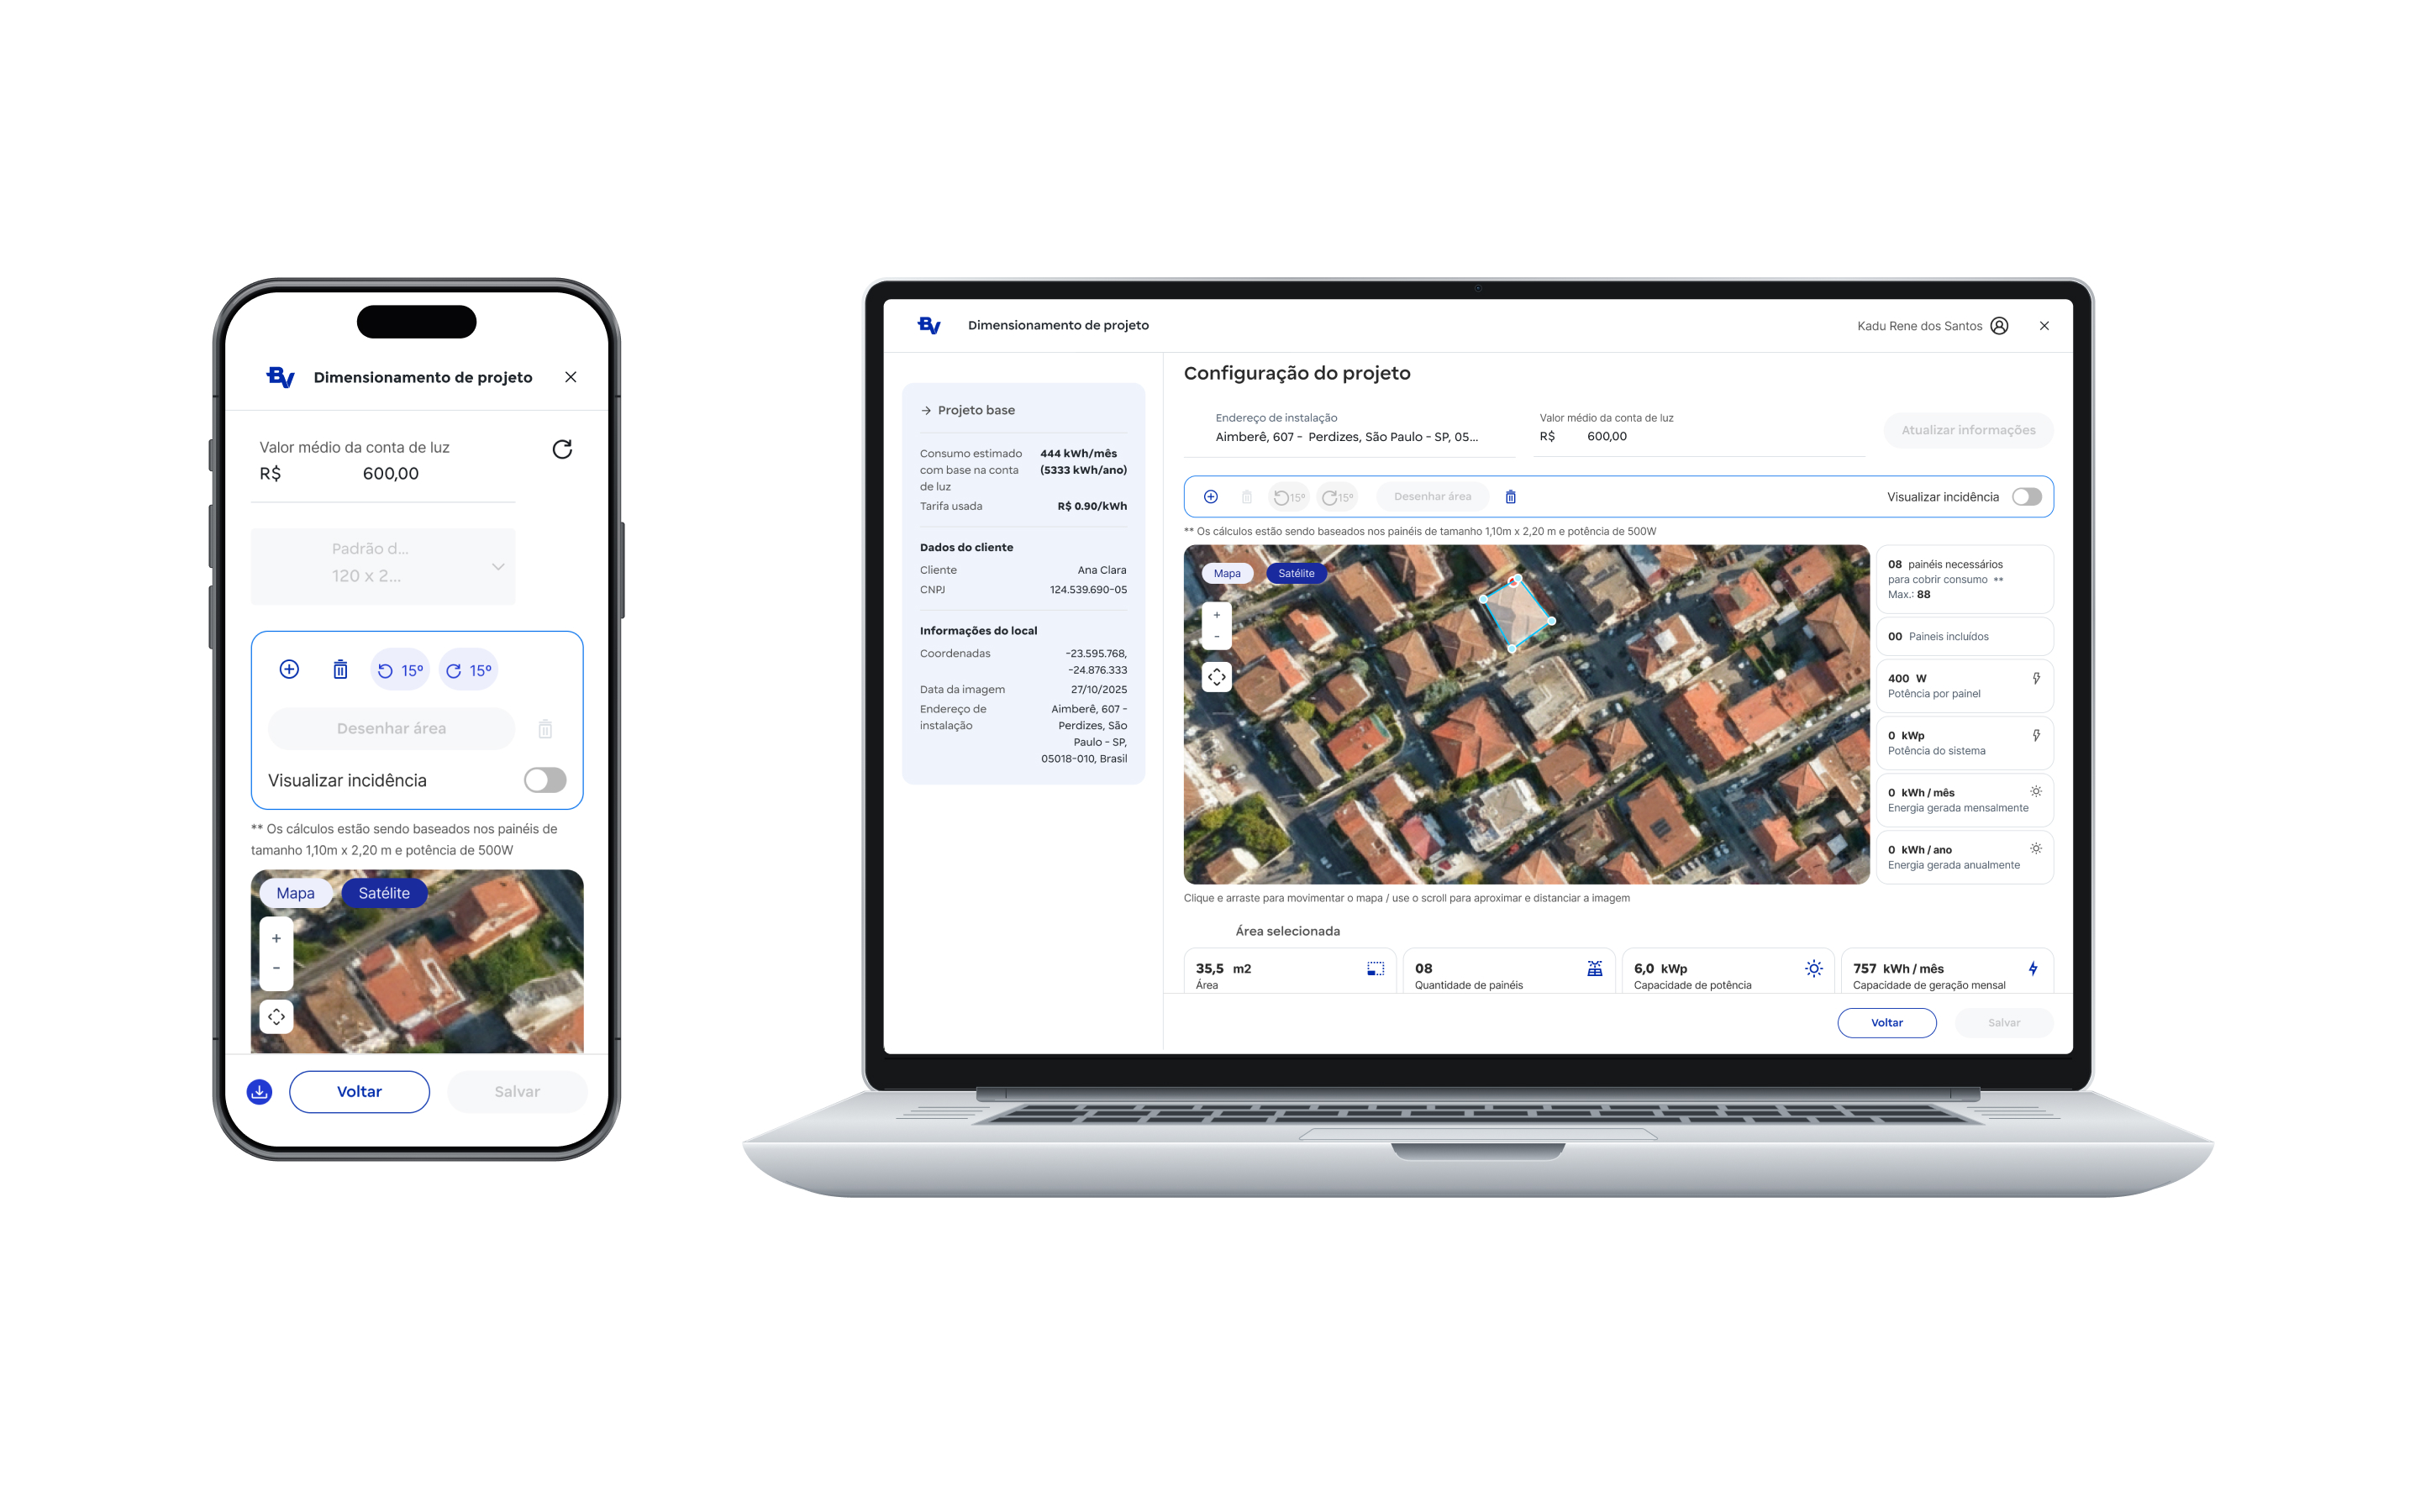 BV Dimensionamento de projeto
Valor médio da conta de luz
R$ 600,00
Padrão d...
120 x 2...
15º 15º
Desenhar área
Visualizar incidência
** Os cálculos estão sendo baseados nos painéis de
tamanho 1,10m x 2,20 m e potência de 500W
Mapa Satélite
+
-
Voltar Salvar
BV Dimensionamento de projeto Kadu Rene dos Santos
Projeto base
Consumo estimado 444 kWh/mês
com base na conta (5333 kWh/ano)
de luz
Tarifa usada R$ 0.90/kWh
Dados do cliente
Cliente Ana Clara
CNPJ 124.539.690-05
Informações do local
Coordenadas -23.595.768,
-24.876.333
Data da imagem 27/10/2025
Endereço de Aimberê, 607 -
instalação Perdizes, São
Paulo - SP,
05018-010, Brasil
Configuração do projeto
Endereço de instalação Valor médio da conta de luz
Aimberê, 607 - Perdizes, São Paulo - SP, 05... R$ 600,00
Atualizar informações
15º 15º Desenhar área Visualizar incidência
** Os cálculos estão sendo baseados nos painéis de tamanho 1,10m x 2,20 m e potência de 500W
Mapa Satélite
+
-
08 painéis necessários
para cobrir consumo **
Max.: 88
00 Paineis incluídos
400 W
Potência por painel
0 kWp
Potência do sistema
0 kWh / mês
Energia gerada mensalmente
0 kWh / ano
Energia gerada anualmente
Clique e arraste para movimentar o mapa / use o scroll para aproximar e distanciar a imagem
Área selecionada
35,5 m2
Área
08
Quantidade de painéis
6,0 kWp
Capacidade de potência
757 kWh / mês
Capacidade de geração mensal
Voltar Salvar